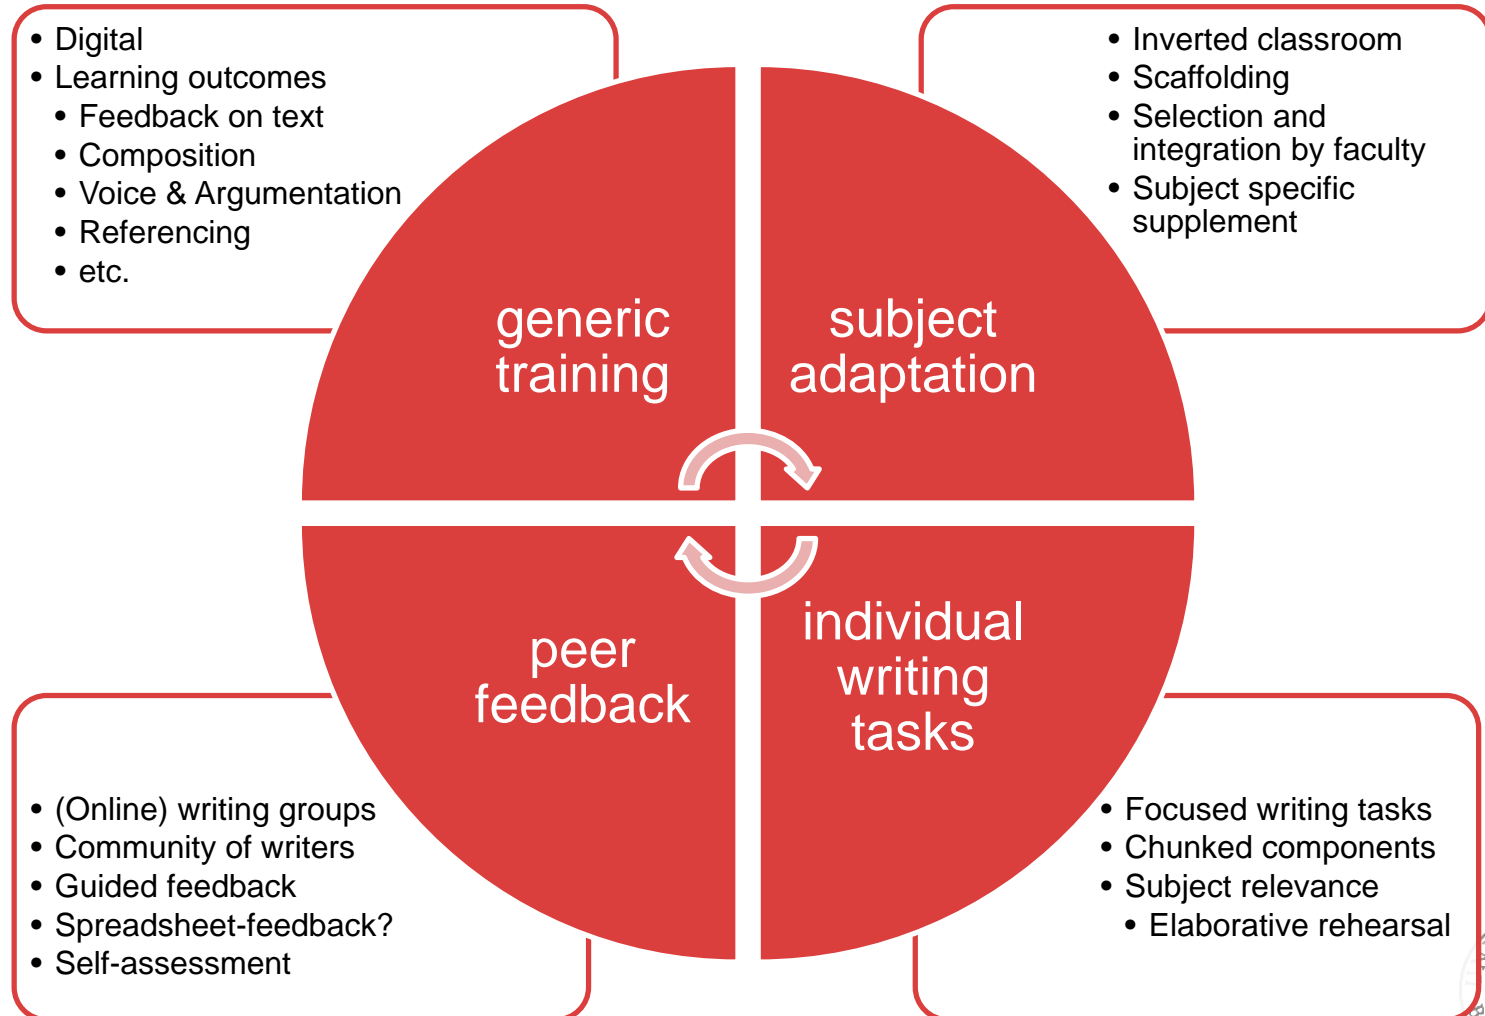 • Digital
• Learning outcomes
• Feedback on text
• Composition
• Voice & Argumentation
• Referencing
• etc.
• Inverted classroom
• Scaffolding
• Selection and
integration by faculty
• Subject specific
supplement
generic
training
subject
adaptation
peer
feedback
individual
writing
tasks
• (Online) writing groups
• Community of writers
• Guided feedback
• Spreadsheet-feedback?
• Self-assessment
• Focused writing tasks
• Chunked components
• Subject relevance
• Elaborative rehearsal